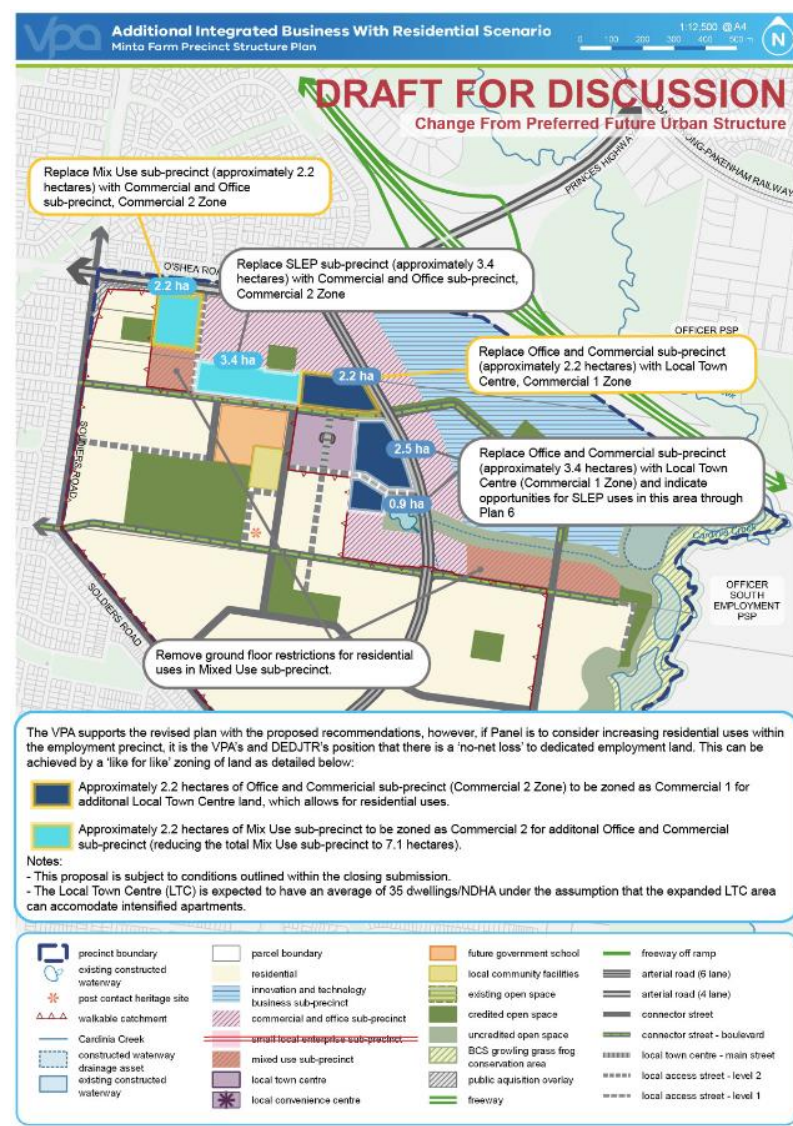 vpa
Additional Integrated Business With Residential Scenario
Minta Farm Precinct Structure Plan
1:12,500 @ A4
0 100 200 300 400 500 m
N
DRAFT FOR DISCUSSION
Change From Preferred Future Urban Structure
PRINCES HIGHWAY
ONG-PAKENHAM RAILWAY
Replace Mix Use sub-precinct (approximately 2.2
hectares) with Commercial and Office
sub-precinct, Commercial 2 Zone
O'SHEA ROA
Replace SLEP sub-precinct (approximately 3.4
hectares) with Commercial and Office sub-precinct,
Commercial 2 Zone
2.2 ha
OFFICER PSP
Replace Office and Commercial sub-precinct
(approximately 2.2 hectares) with Local Town
Centre, Commercial 1 Zone
3.4 ha
2.2 ha
SOLDIERS ROAD
2.5 ha
Replace Office and Commercial sub-precinct
(approximately 3.4 hectares) with Local Town
Centre (Commercial 1 Zone) and indicate
opportunities for SLEP uses in this area through
Plan 6
0.9 ha
Cardinia Creek
OFFICER
SOUTH
EMPLOYMENT
PSP
SOLDIERS ROAD
Remove ground floor restrictions for residential
uses in Mixed Use sub-precinct.
The VPA supports the revised plan with the proposed recommendations, however, if Panel is to consider increasing residential uses within
the employment precinct, it is the VPA's and DEDJTR's position that there is a 'no-net loss' to dedicated employment land. This can be
achieved by a 'like for like' zoning of land as detailed below:
Approximately 2.2 hectares of Office and Commericial sub-precinct (Commercial 2 Zone) to be zoned as Commercial 1 for
additonal Local Town Centre land, which allows for residential uses.
Approximately 2.2 hectares of Mix Use sub-precinct to be zoned as Commercial 2 for additonal Office and Commercial
sub-precinct (reducing the total Mix Use sub-precinct to 7.1 hectares).
Notes:
- This proposal is subject to conditions outlined within the closing submission.
- The Local Town Centre (LTC) is expected to have an average of 35 dwellings/NDHA under the assumption that the expanded LTC area
can accomodate intensified apartments.
precinct boundary
existing constructed
waterway
post contact heritage site
walkable catchment
Cardinia Creek
constructed waterway
drainage asset
existing constructed
waterway
parcel boundary
residential
innovation and technology
business sub-precinct
commercial and office sub-precinct
small local enterprise sub-precinct
mixed use sub-precinct
local town centre
local convenience centre
future government school
local community facilities
existing open space
credited open space
uncredited open space
BCS growling grass frog
conservation area
public aquisition overlay
freeway
freeway off ramp
arterial road (6 lane)
arterial road (4 lane)
connector street
connector street - boulevard
local town centre - main street
local access street - level 2
local access street - level 1